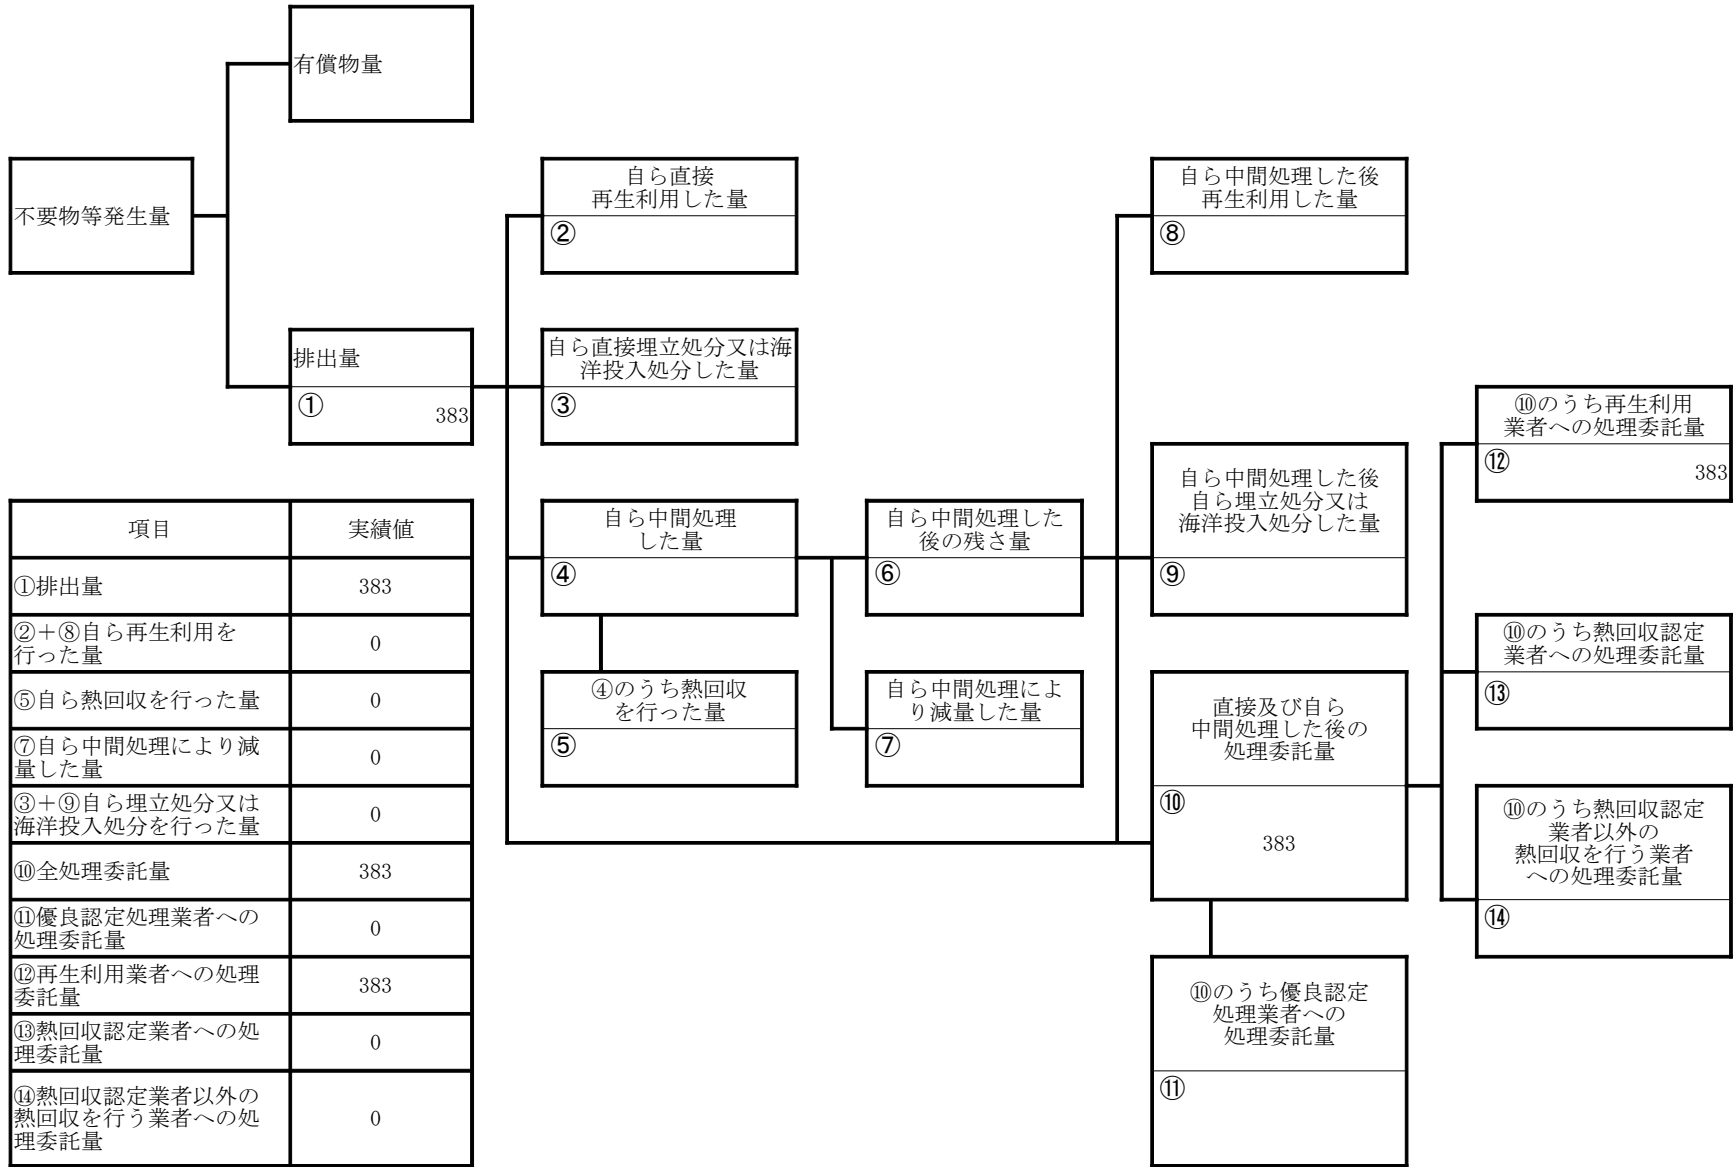 有償物量
不要物等発生量
排出量
①
383
自ら直接
再生利用した量
②
自ら直接埋立処分又は海
洋投入処分した量
③
自ら中間処理
した量
④
④のうち熱回収
を行った量
⑤
自ら中間処理した
後の残さ量
⑥
自ら中間処理によ
り減量した量
⑦
自ら中間処理した後
再生利用した量
⑧
自ら中間処理した後
自ら埋立処分又は
海洋投入処分した量
⑨
直接及び自ら
中間処理した後の
処理委託量
⑩
383
⑩のうち優良認定
処理業者への
処理委託量
⑪
⑩のうち再生利用
業者への処理委託量
⑫
383
⑩のうち熱回収認定
業者への処理委託量
⑬
⑩のうち熱回収認定
業者以外の
熱回収を行う業者
への処理委託量
⑭
項目 実績値
①排出量 383
②＋⑧自ら再生利用を
行った量 0
⑤自ら熱回収を行った量 0
⑦自ら中間処理により減
量した量 0
③＋⑨自ら埋立処分又は
海洋投入処分を行った量 0
⑩全処理委託量 383
⑪優良認定処理業者への
処理委託量 0
⑫再生利用業者への処理
委託量 383
⑬熱回収認定業者への処
理委託量 0
⑭熱回収認定業者以外の
熱回収を行う業者への処
理委託量 0